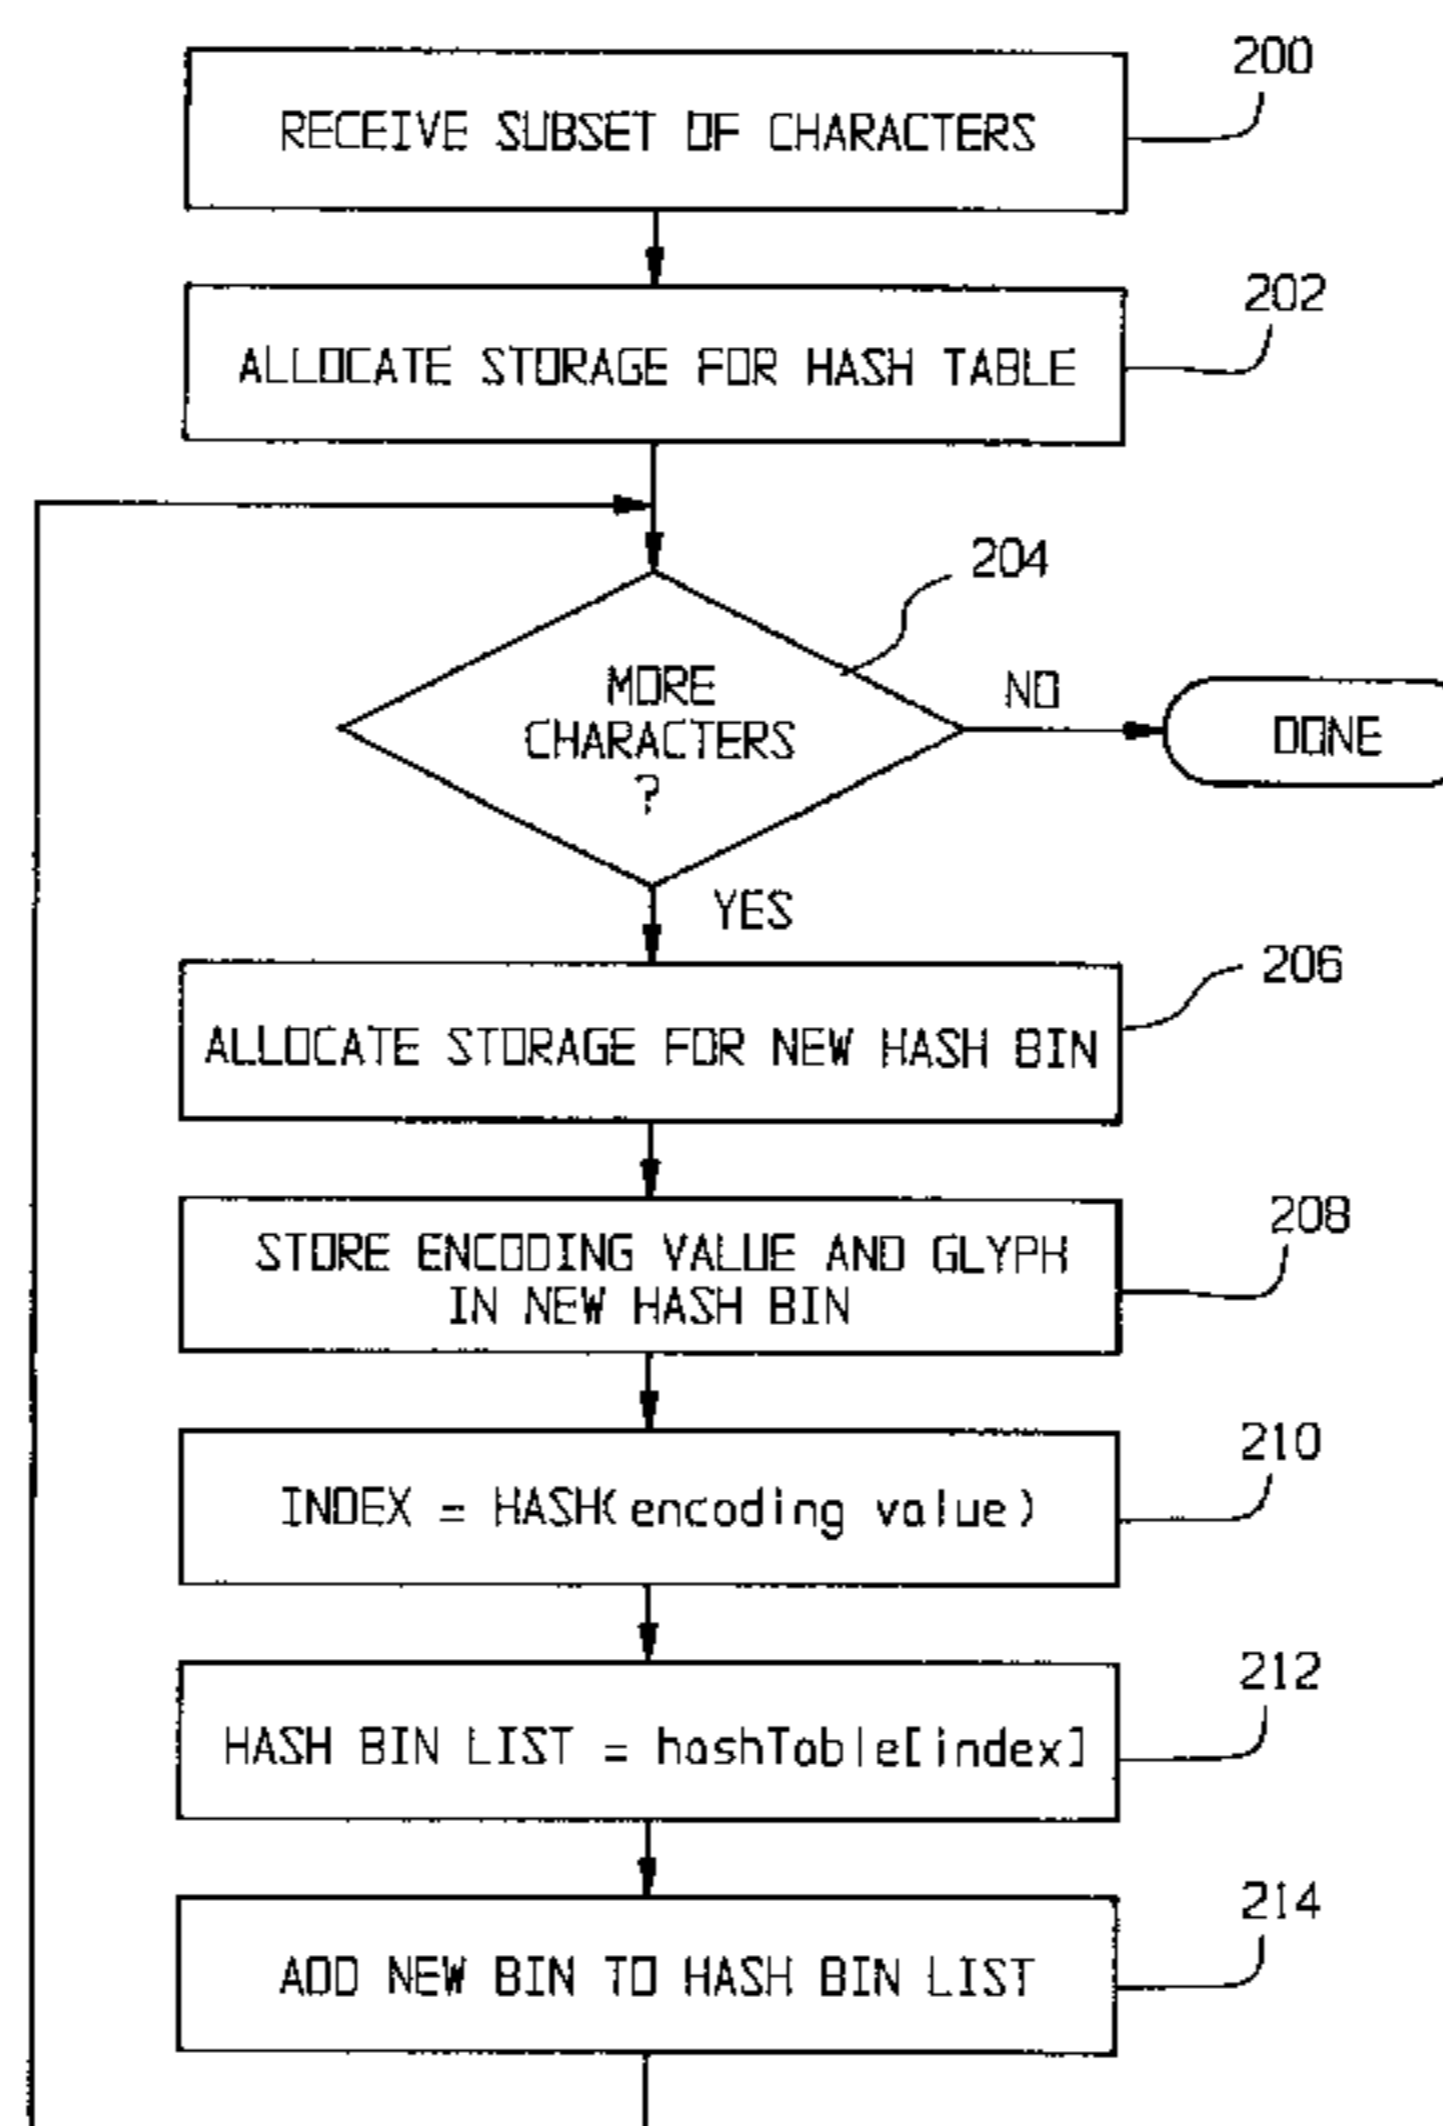 200
RECEIVE SUBSET OF CHARACTERS
202
ALLOCATE STORAGE FOR HASH TABLE
204
MORE
CHARACTERS
?
NO
DONE
YES
206
ALLOCATE STORAGE FOR NEW HASH BIN
208
STORE ENCODING VALUE AND GLYPH
IN NEW HASH BIN
210
INDEX = HASH(encoding value)
212
HASH BIN LIST = hashTable[index]
214
ADD NEW BIN TO HASH BIN LIST